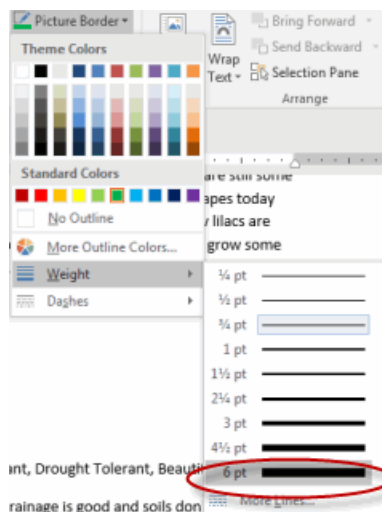 Picture Border
Bring Forward
Send Backward
Wrap
Text
Selection Pane
Arrange
Theme Colors
Standard Colors
are still some
apes today
lilacs are
grow some
No Outline
More Outline Colors...
Weight
Dashes
¼ pt
½ pt
¾ pt
1 pt
1½ pt
2¼ pt
3 pt
4½ pt
6 pt
More Lines...
ant, Drought Tolerant, Beauti
rainage is good and soils don